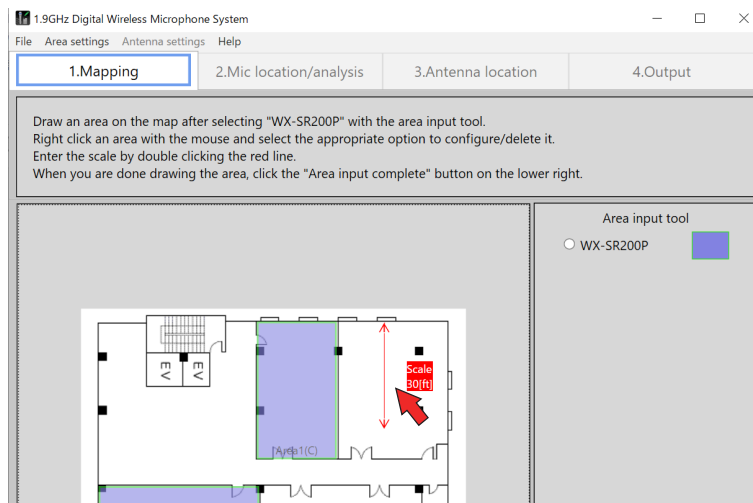 1.9GHz Digital Wireless Microphone System
File Area settings Antenna settings Help
1.Mapping 2.Mic location/analysis 3.Antenna location 4.Output
Draw an area on the map after selecting "WX-SR200P" with the area input tool.
Right click an area with the mouse and select the appropriate option to configure/delete it.
Enter the scale by double clicking the red line.
When you are done drawing the area, click the "Area input complete" button on the lower right.
Area input tool
WX-SR200P
EV EV
Scale
30[ft]
Area1(C)